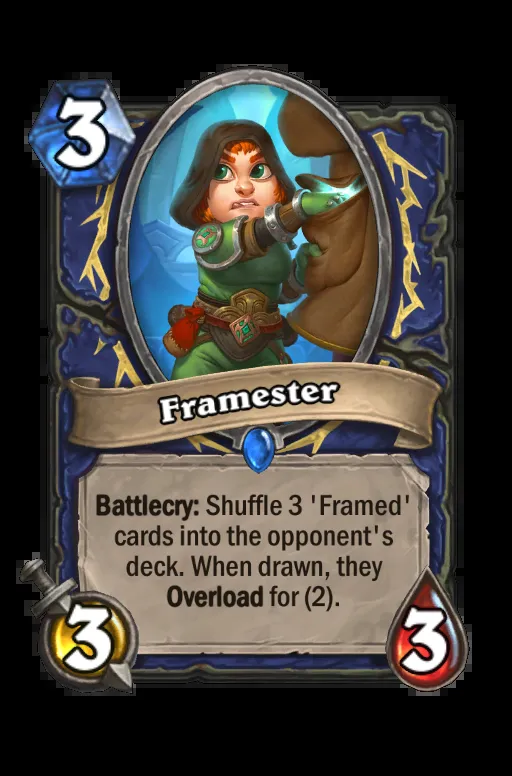 3
Framester
Battlecry: Shuffle 3 'Framed'
cards into the opponent's
deck. When drawn, they
Overload for (2).
3
3